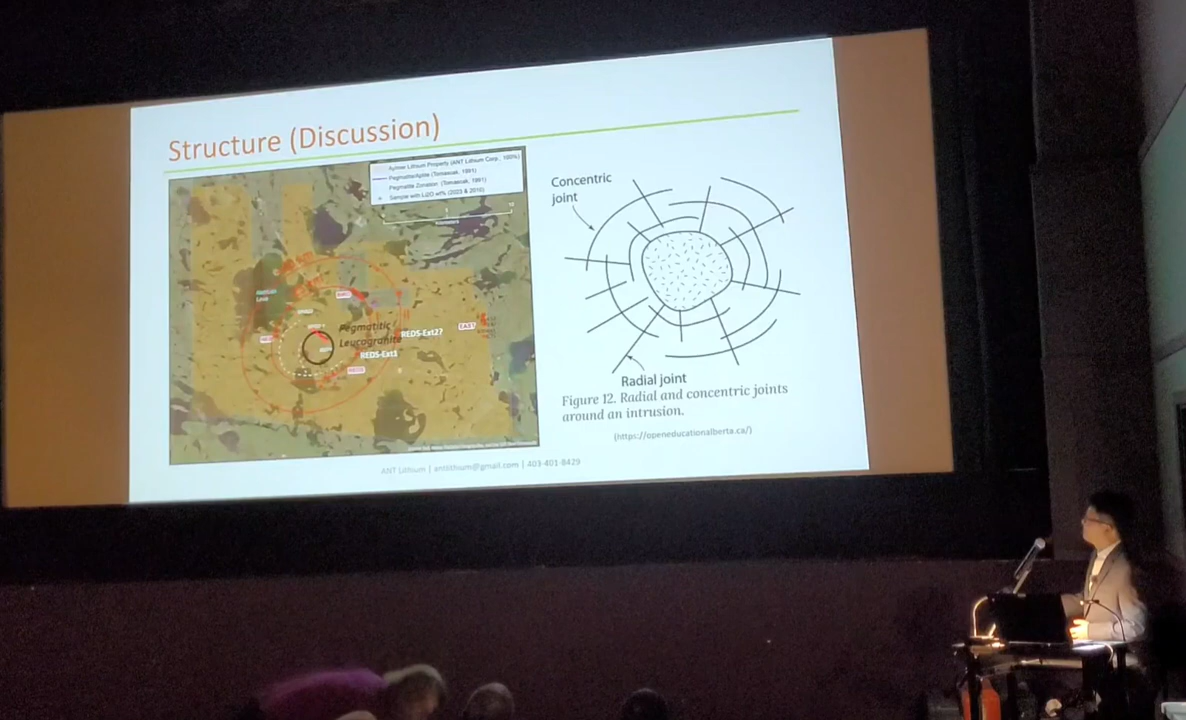 Structure (Discussion)
Aylmer Lithium Property (ANT Lithium Corp., 100%)
Pegmatite/Aplite (Tomascak, 1991)
Pegmatite Zonation (Tomascak, 1991)
Sample with Li2O wt% (2023 & 2016)
Kilometers
Pegmatitic /
Leucogranite
REDS-Ext27
REDS-Ext1
EAST
Concentric
joint
Radial joint
Figure 12. Radial and concentric joints
around an intrusion.
(https://openeducationalberta.ca/)
ANT Lithium | antlithium@gmail.com | 403-401-8429